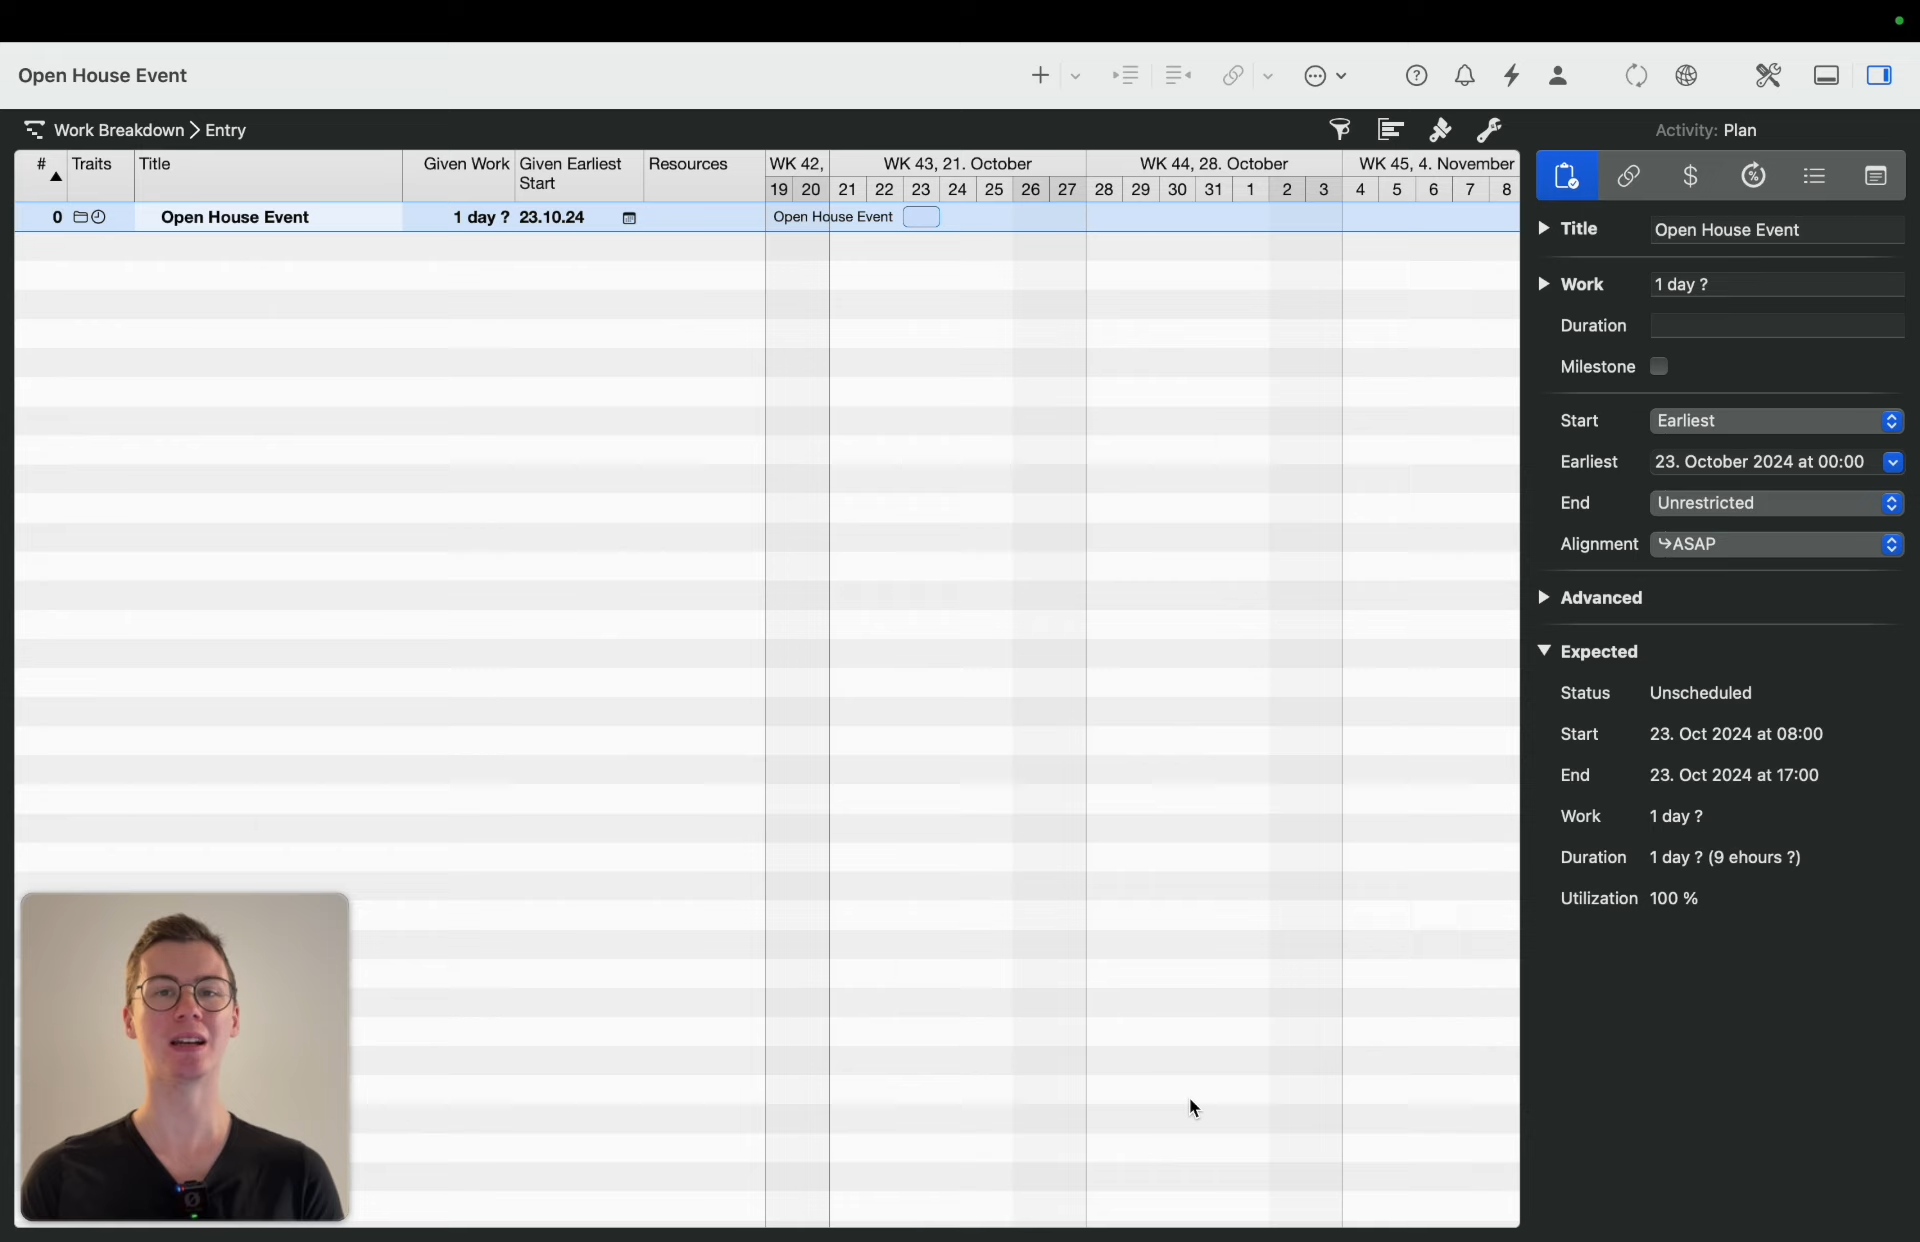 Open House Event
Work Breakdown > Entry
Activity: Plan
# Traits Title Given Work Given Earliest Start Resources WK 42, WK 43, 21. October WK 44, 28. October WK 45, 4. November
19 20 21 22 23 24 25 26 27 28 29 30 31 1 2 3 4 5 6 7 8
0 Open House Event 1 day ? 23.10.24 Open House Event
Title Open House Event
Work 1 day ?
Duration
Milestone
Start Earliest
Earliest 23. October 2024 at 00:00
End Unrestricted
Alignment ↪ASAP
Advanced
Expected
Status Unscheduled
Start 23. Oct 2024 at 08:00
End 23. Oct 2024 at 17:00
Work 1 day ?
Duration 1 day ? (9 ehours ?)
Utilization 100 %